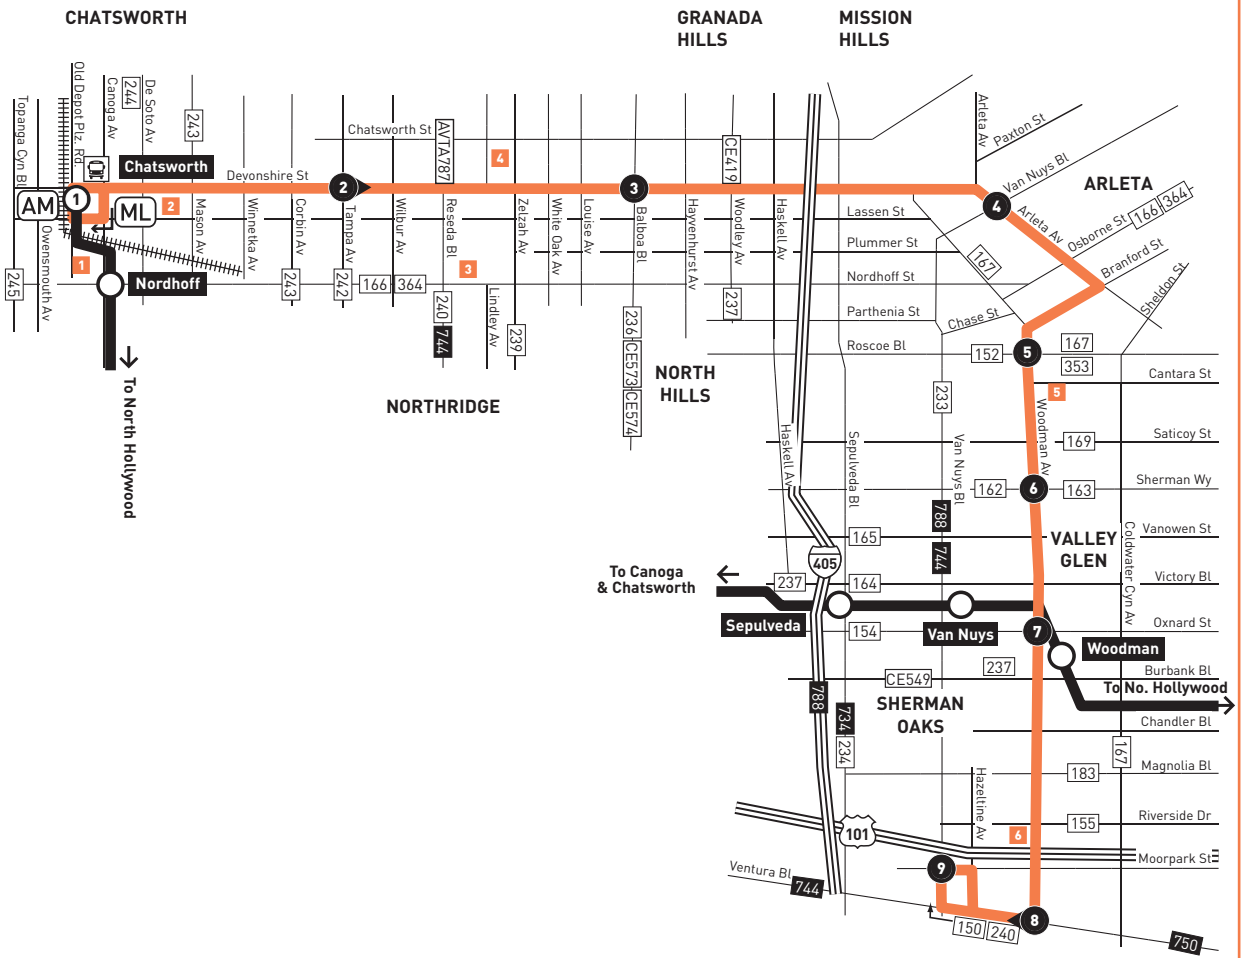 CHATSWORTH
GRANADA
HILLS
MISSION
HILLS
Topanga Cyn Bl
Old Depot Plz. Rd.
Canoga Av
244
De Soto Av
243
Chatsworth St
AVTA787
4
CE419
Arleta Av
Paxton St
Van Nuys Bl
ARLETA
Chatsworth
Devonshire St
1
2
3
4
AM
ML
2
Mason Av
Winnetka Av
Corbin Av
Tampa Av
Wilbur Av
Reseda Bl
Zelzah Av
White Oak Av
Louise Av
Balboa Bl
Hayvenhurst Av
Woodley Av
Haskell Av
Lassen St
Arleta Av
Osborne St
166
364
Plummer St
167
Branford St
Owensmouth Av
1
3
Nordhoff
245
243
242
166
364
Nordhoff St
Sheldon St
240
744
Lindley Av
239
236
CE573
CE574
237
Parthenia St
Chase St
Roscoe Bl
152
5
167
353
To North Hollywood
NORTHRIDGE
NORTH
HILLS
Cantara St
5
233
Woodman Av
Haskell Av
Sepulveda Bl
Van Nuys Bl
169
Saticoy St
162
6
163
Sherman Wy
788
744
165
VALLEY
GLEN
Coldwater Cyn Av
Vanowen St
405
To Canoga
& Chatsworth
237
164
Victory Bl
Sepulveda
154
Van Nuys
7
Oxnard St
Woodman
237
Burbank Bl
CE549
To No. Hollywood
788
734
234
SHERMAN
OAKS
Chandler Bl
167
Hazeltine Av
183
Magnolia Bl
155
Riverside Dr
101
6
Moorpark St
Ventura Bl
744
9
8
150
240
750